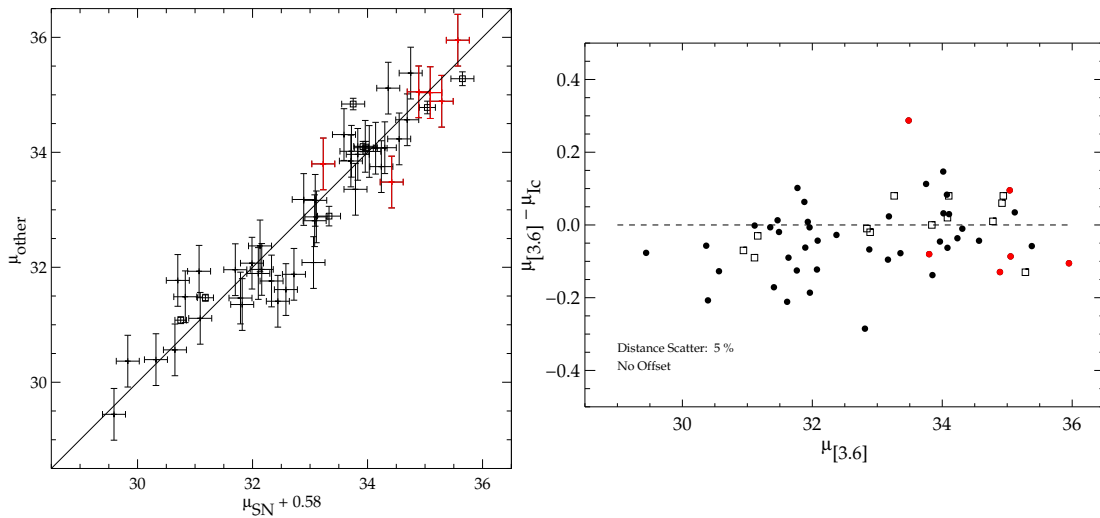 36
34
32
30
μother
30
32
34
36
μSN + 0.58
0.4
0.2
0.0
−0.2
−0.4
μ[3.6] − μIc
Distance Scatter: 5 %
No Offset
30
32
34
36
μ[3.6]